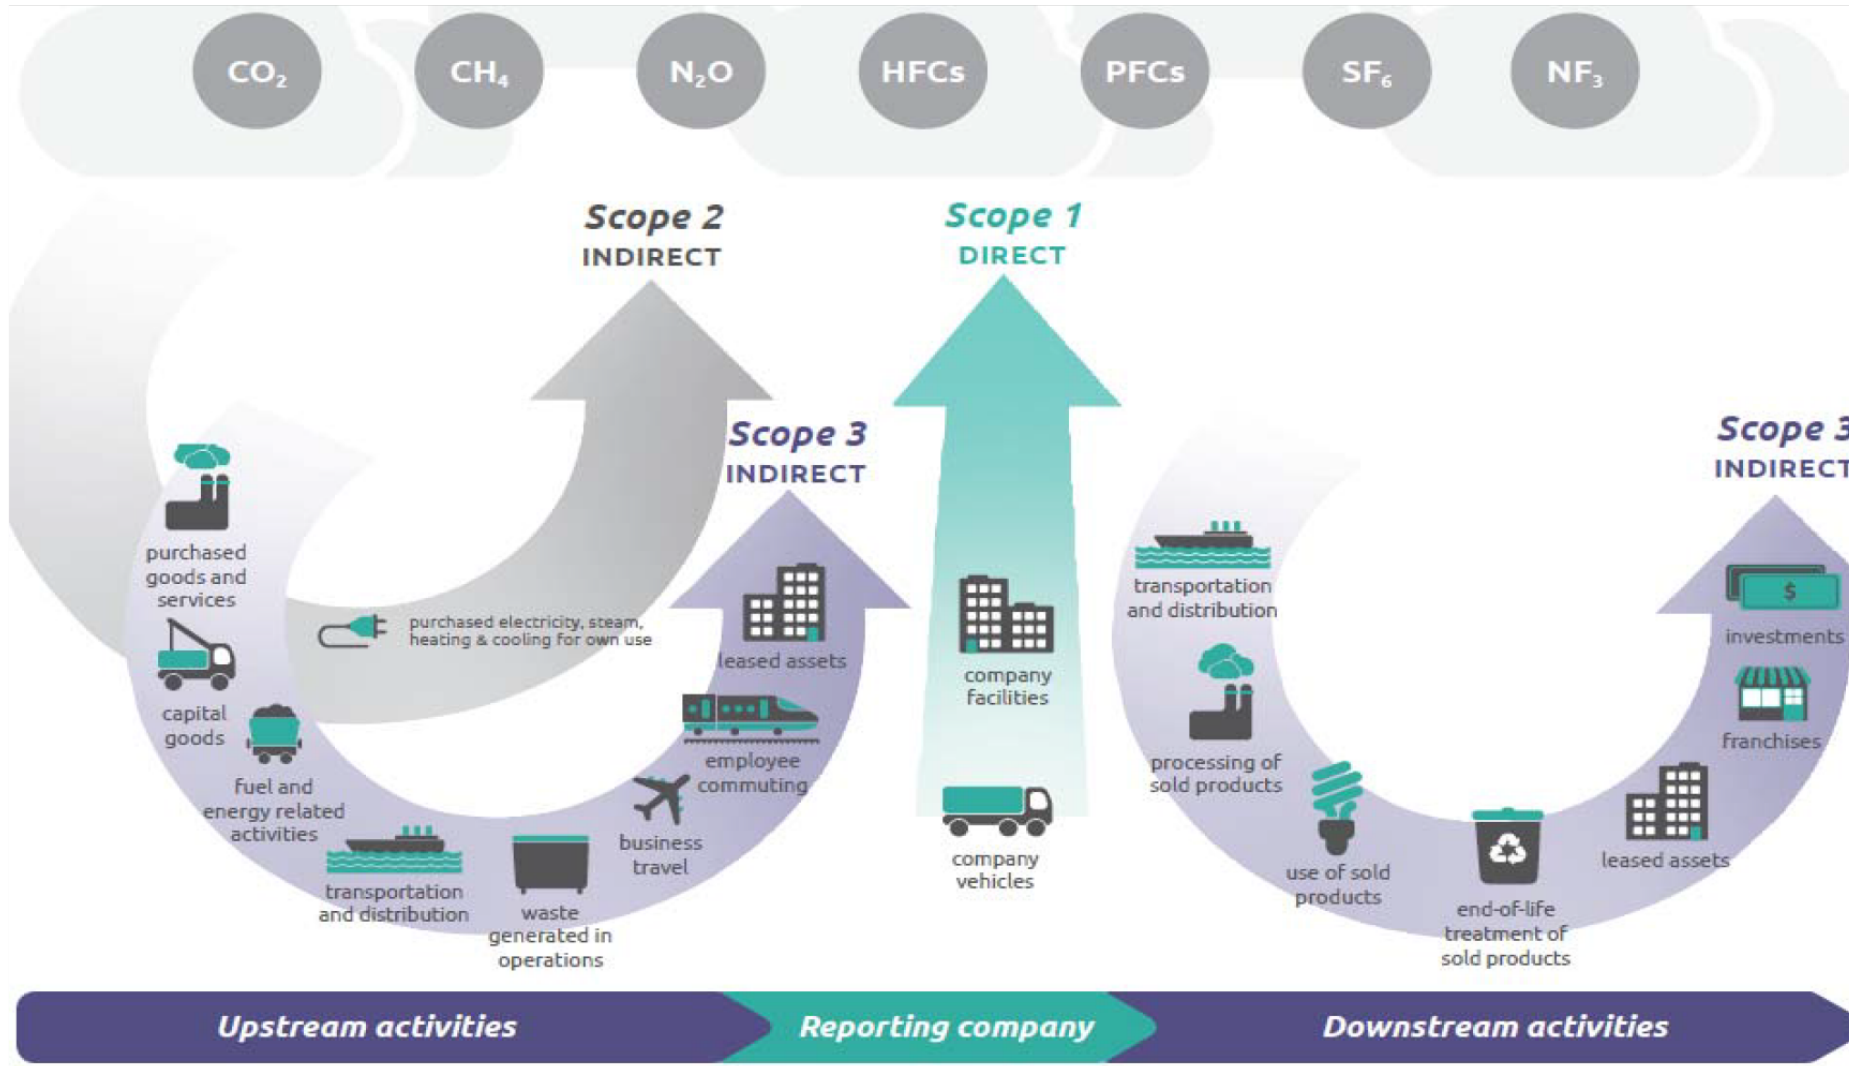 CO₂
CH₄
N₂O
HFCs
PFCs
SF₆
NF₃
Scope 2
INDIRECT
Scope 1
DIRECT
Scope 3
INDIRECT
Scope 3
INDIRECT
purchased
goods and
services
capital
goods
fuel and
energy related
activities
transportation
and distribution
waste
generated in
operations
business
travel
employee
commuting
leased assets
purchased electricity, steam,
heating & cooling for own use
company
facilities
company
vehicles
transportation
and distribution
processing of
sold products
use of sold
products
end-of-life
treatment of
sold products
leased assets
franchises
investments
$
Upstream activities
Reporting company
Downstream activities